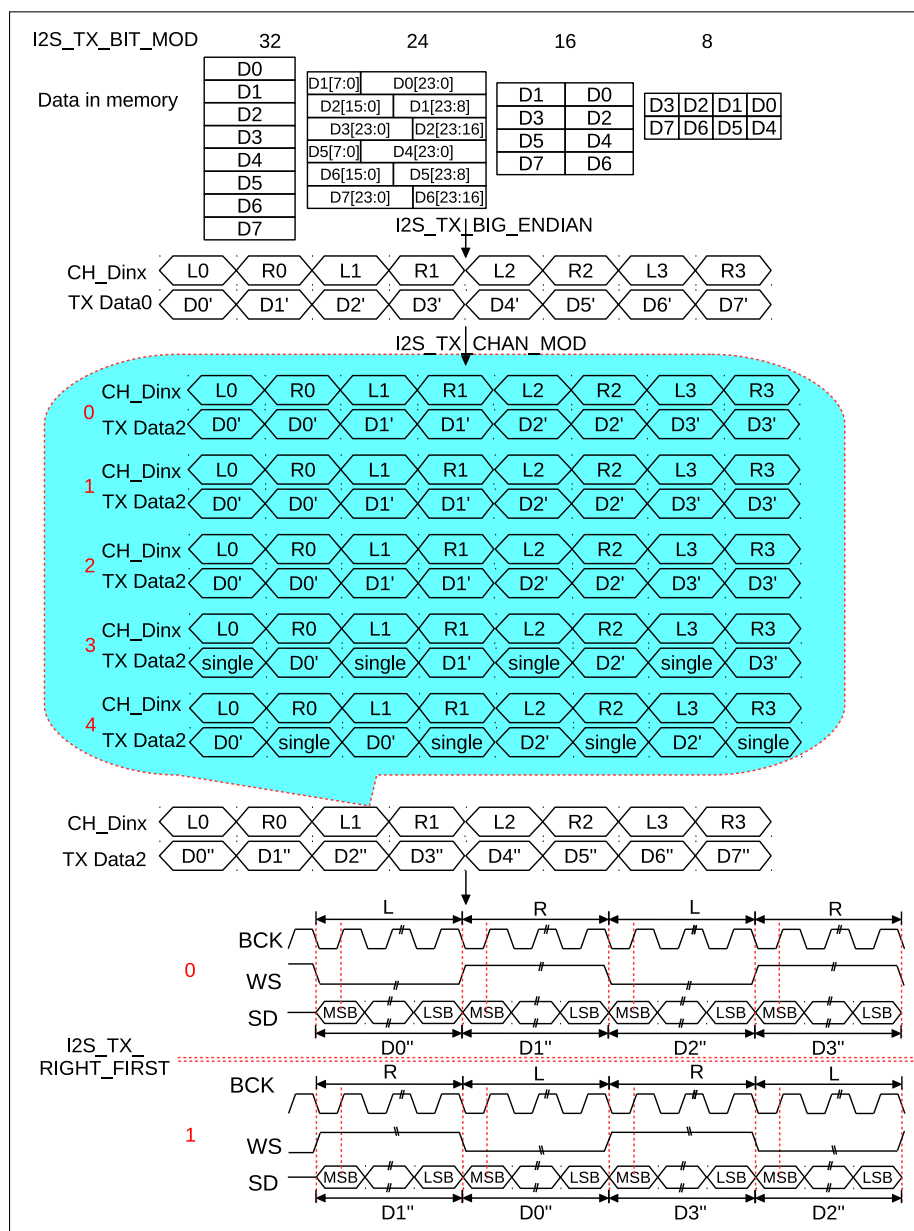 I2S_TX_BIT_MOD 32 24 16 8
Data in memory
D0
D1
D2
D3
D4
D5
D6
D7
D1[7:0] D0[23:0]
D2[15:0] D1[23:8]
D3[23:0] D2[23:16]
D5[7:0] D4[23:0]
D6[15:0] D5[23:8]
D7[23:0] D6[23:16]
D1 D0
D3 D2
D5 D4
D7 D6
D3 D2 D1 D0
D7 D6 D5 D4
I2S_TX_BIG_ENDIAN
CH_Dinx L0 R0 L1 R1 L2 R2 L3 R3
TX Data0 D0' D1' D2' D3' D4' D5' D6' D7'
I2S_TX_CHAN_MOD
0
CH_Dinx L0 R0 L1 R1 L2 R2 L3 R3
TX Data2 D0' D0' D1' D1' D2' D2' D3' D3'
1
CH_Dinx L0 R0 L1 R1 L2 R2 L3 R3
TX Data2 D0' D0' D1' D1' D2' D2' D3' D3'
2
CH_Dinx L0 R0 L1 R1 L2 R2 L3 R3
TX Data2 D0' D0' D1' D1' D2' D2' D3' D3'
3
CH_Dinx L0 R0 L1 R1 L2 R2 L3 R3
TX Data2 single D0' single D1' single D2' single D3'
4
CH_Dinx L0 R0 L1 R1 L2 R2 L3 R3
TX Data2 D0' single D0' single D2' single D2' single
CH_Dinx L0 R0 L1 R1 L2 R2 L3 R3
TX Data2 D0'' D1'' D2'' D3'' D4'' D5'' D6'' D7''
L R L R
BCK
0
WS
SD MSB LSB MSB LSB MSB LSB MSB LSB
D0'' D1'' D2'' D3''
I2S_TX_
RIGHT_FIRST
R L R L
BCK
1
WS
SD MSB LSB MSB LSB MSB LSB MSB LSB
D1'' D0'' D3'' D2''